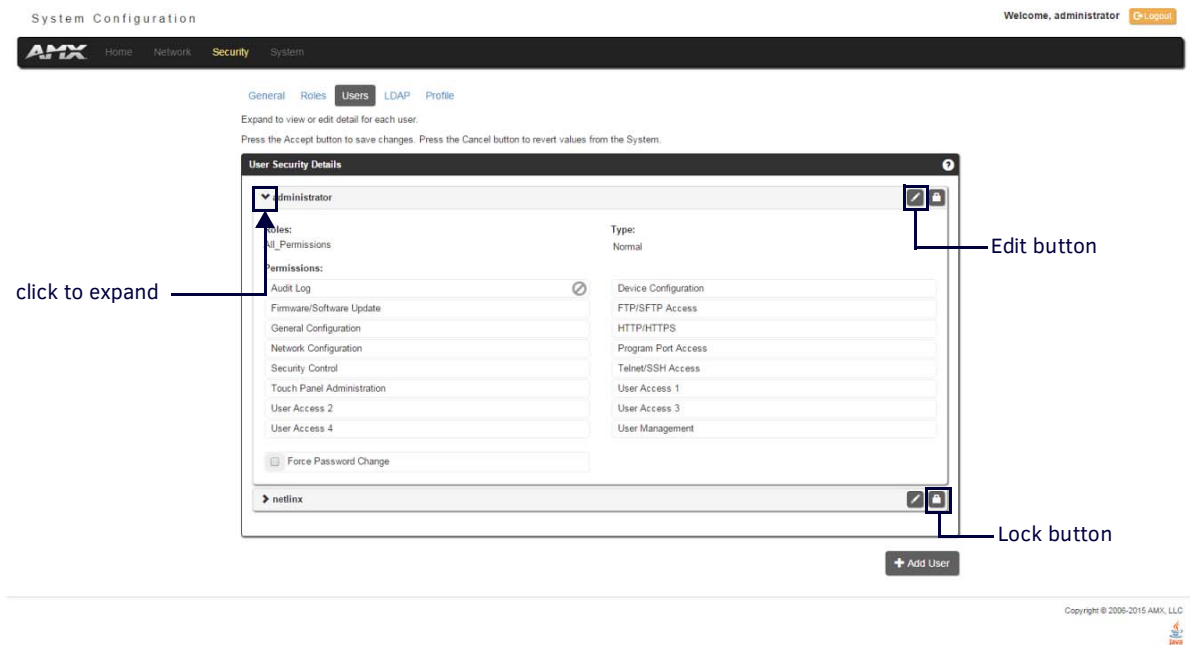 System Configuration
Welcome, administrator Logout
AMX Home Network Security System
General Roles Users LDAP Profile
Expand to view or edit detail for each user.
Press the Accept button to save changes. Press the Cancel button to revert values from the System.
User Security Details ?
administrator
Roles: Type:
All_Permissions Normal
Edit button
Permissions:
click to expand
Audit Log Device Configuration
Firmware/Software Update FTP/SFTP Access
General Configuration HTTP/HTTPS
Network Configuration Program Port Access
Security Control Telnet/SSH Access
Touch Panel Administration User Access 1
User Access 2 User Access 3
User Access 4 User Management
Force Password Change
netlinx
Lock button
Add User
Copyright © 2006-2015 AMX, LLC
Java